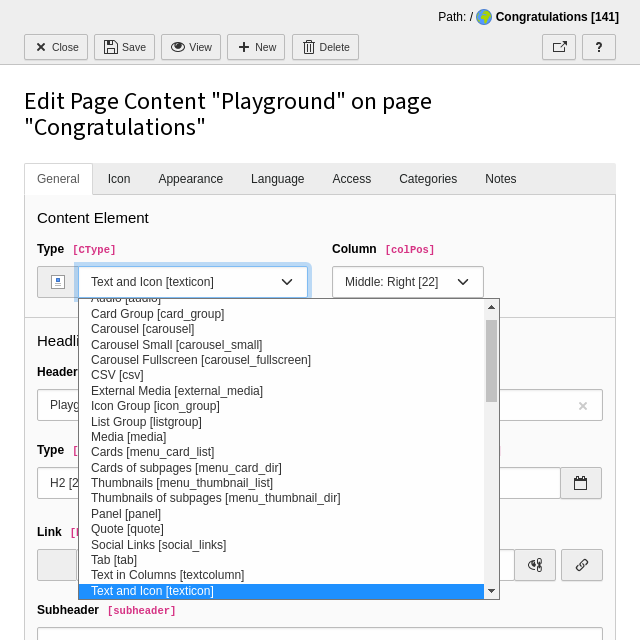 Path: / Congratulations [141]
Close Save View New Delete ?
Edit Page Content "Playground" on page
"Congratulations"
General Icon Appearance Language Access Categories Notes
Content Element
Type [CType] Column [colPos]
Text and Icon [texticon] Middle: Right [22]
Audio [audio]
Card Group [card_group]
Carousel [carousel]
Carousel Small [carousel_small]
Carousel Fullscreen [carousel_fullscreen]
CSV [csv]
External Media [external_media]
Icon Group [icon_group]
List Group [listgroup]
Media [media]
Cards [menu_card_list]
Cards of subpages [menu_card_dir]
Thumbnails [menu_thumbnail_list]
Thumbnails of subpages [menu_thumbnail_dir]
Panel [panel]
Quote [quote]
Social Links [social_links]
Tab [tab]
Text in Columns [textcolumn]
Text and Icon [texticon]
Headli
Header
Playg
Type [
H2 [2
Link
Subheader [subheader]